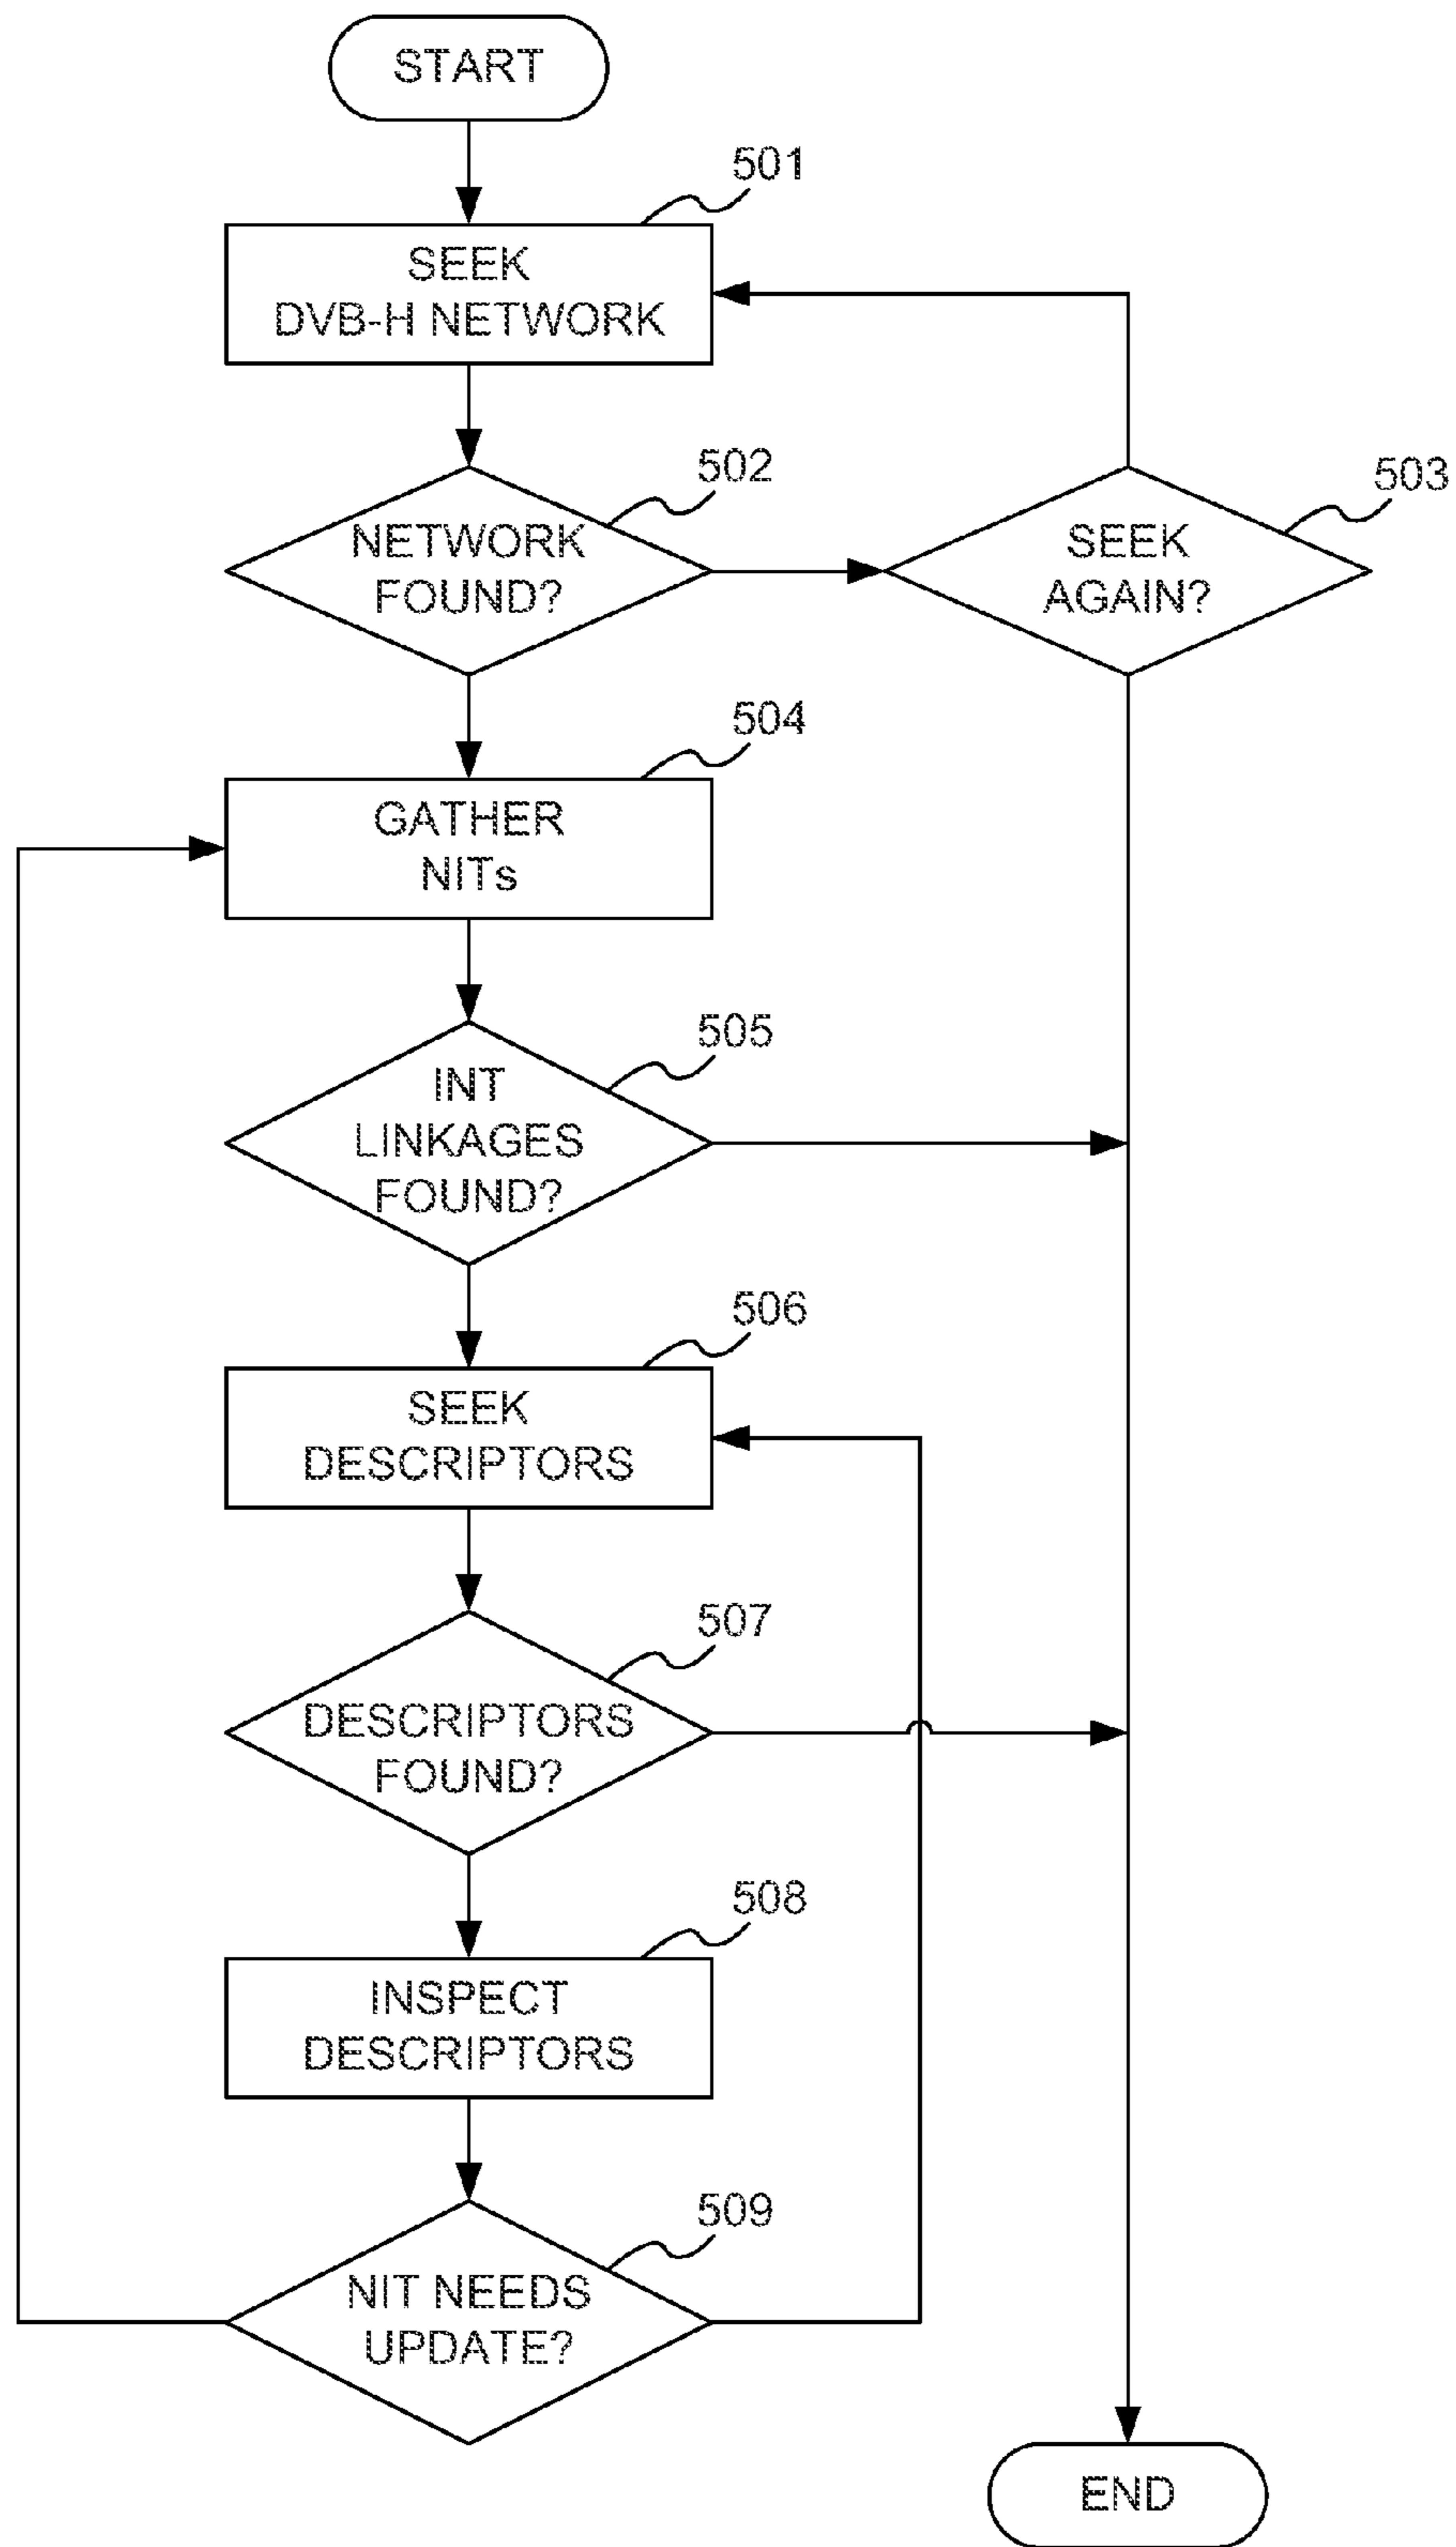 START
501
SEEK
DVB-H NETWORK
502
NETWORK
FOUND?
503
SEEK
AGAIN?
504
GATHER
NITs
505
INT
LINKAGES
FOUND?
506
SEEK
DESCRIPTORS
507
DESCRIPTORS
FOUND?
508
INSPECT
DESCRIPTORS
509
NIT NEEDS
UPDATE?
END